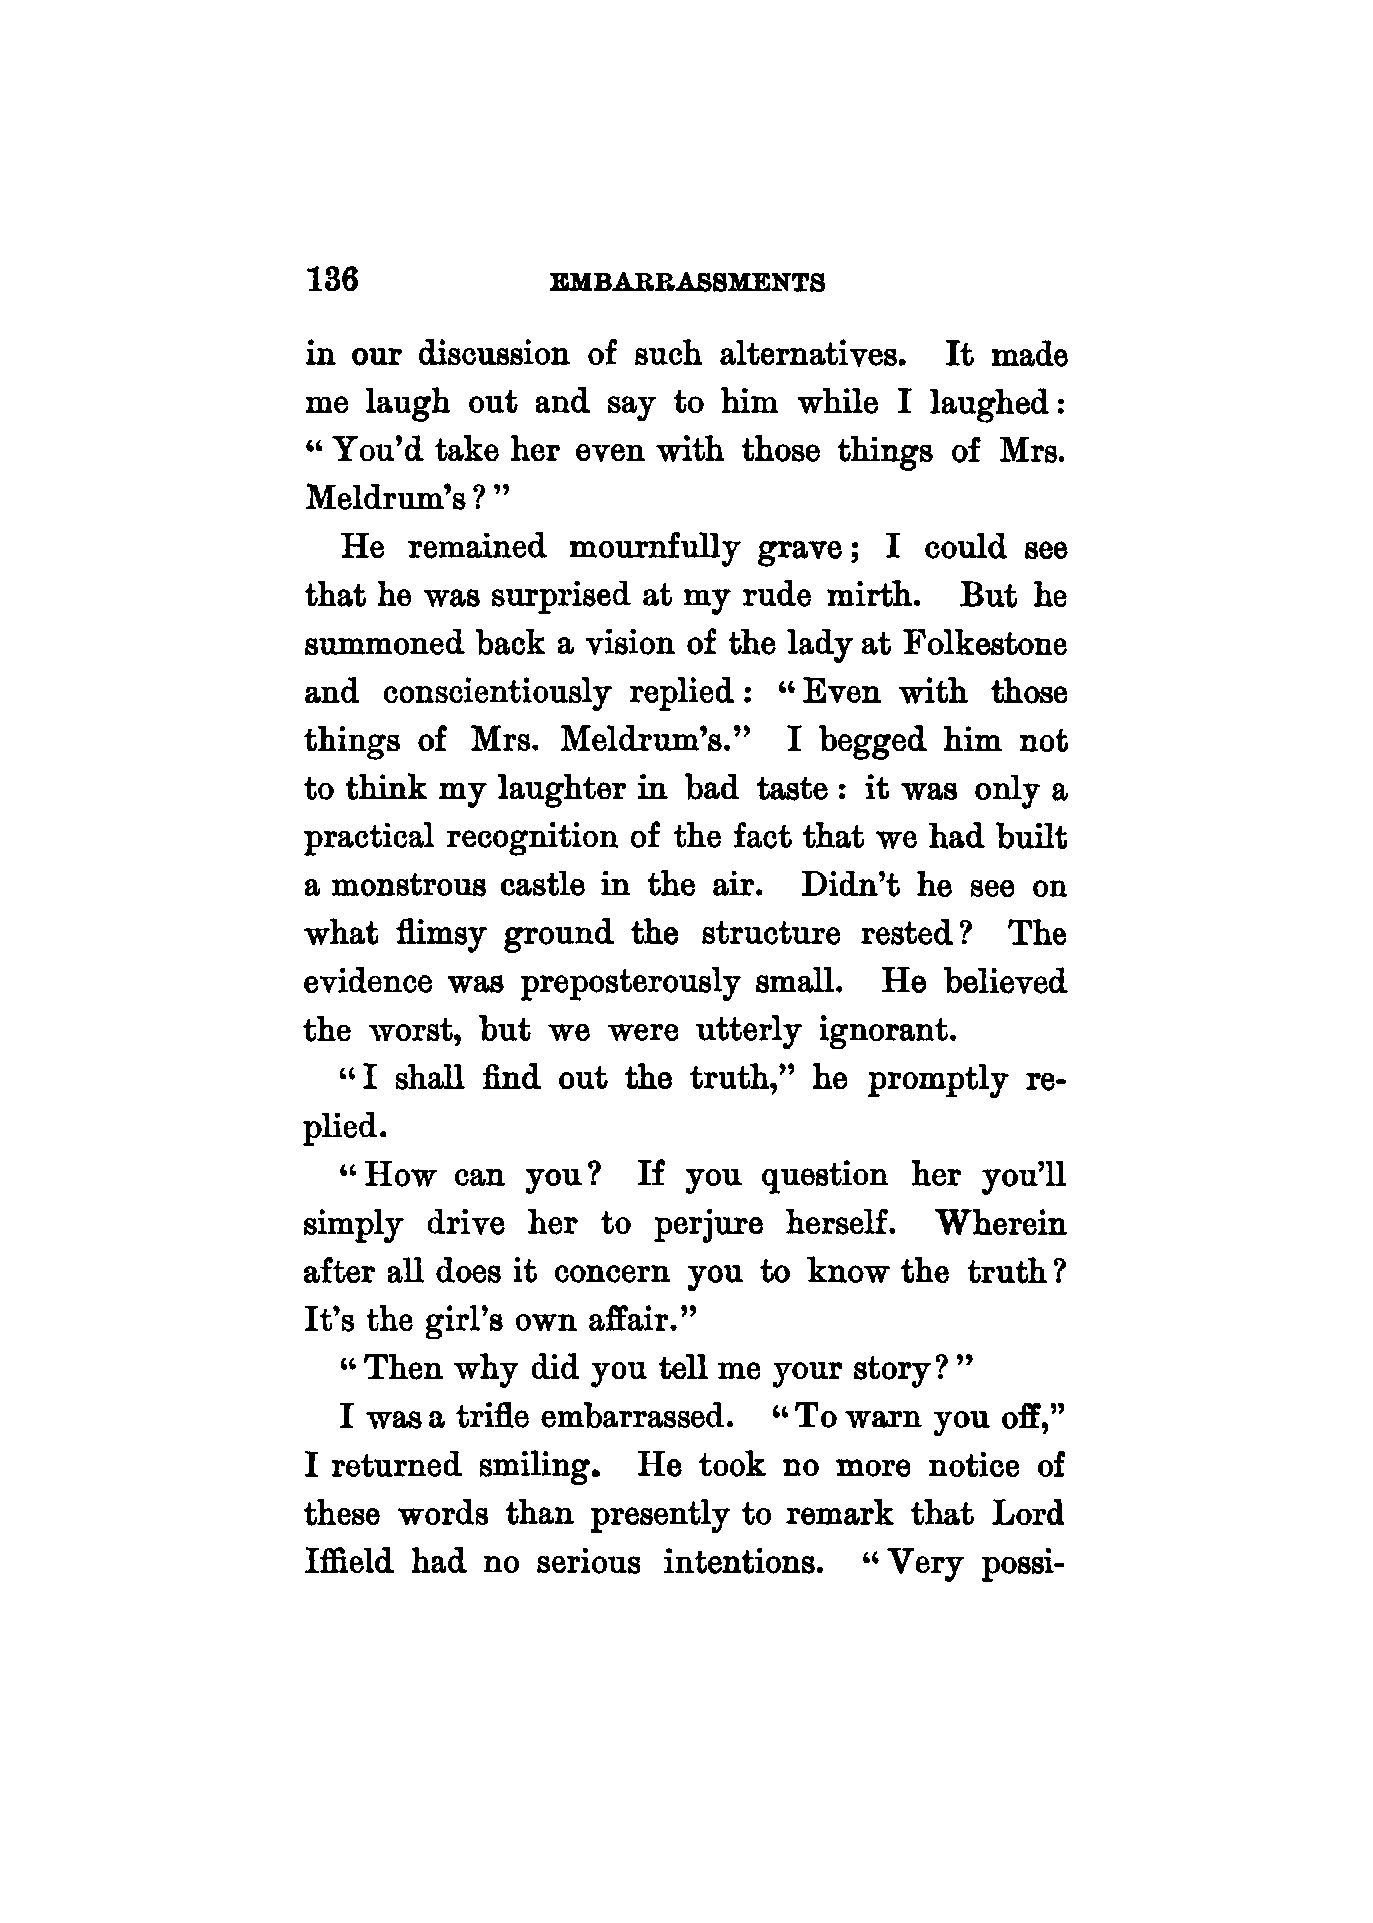 136 EMBARRASSMENTS
in our discussion of such alternatives. It made
me laugh out and say to him while I laughed:
“You’d take her even with those things of Mrs.
Meldrum’s?”
He remained mournfully grave; I could see
that he was surprised at my rude mirth. But he
summoned back a vision of the lady at Folkestone
and conscientiously replied: “Even with those
things of Mrs. Meldrum’s.” I begged him not
to think my laughter in bad taste: it was only a
practical recognition of the fact that we had built
a monstrous castle in the air. Didn’t he see on
what flimsy ground the structure rested? The
evidence was preposterously small. He believed
the worst, but we were utterly ignorant.
“I shall find out the truth,” he promptly re-
plied.
“How can you? If you question her you’ll
simply drive her to perjure herself. Wherein
after all does it concern you to know the truth?
It’s the girl’s own affair.”
“Then why did you tell me your story?”
I was a trifle embarrassed. “To warn you off,”
I returned smiling. He took no more notice of
these words than presently to remark that Lord
Iffield had no serious intentions. “Very possi-